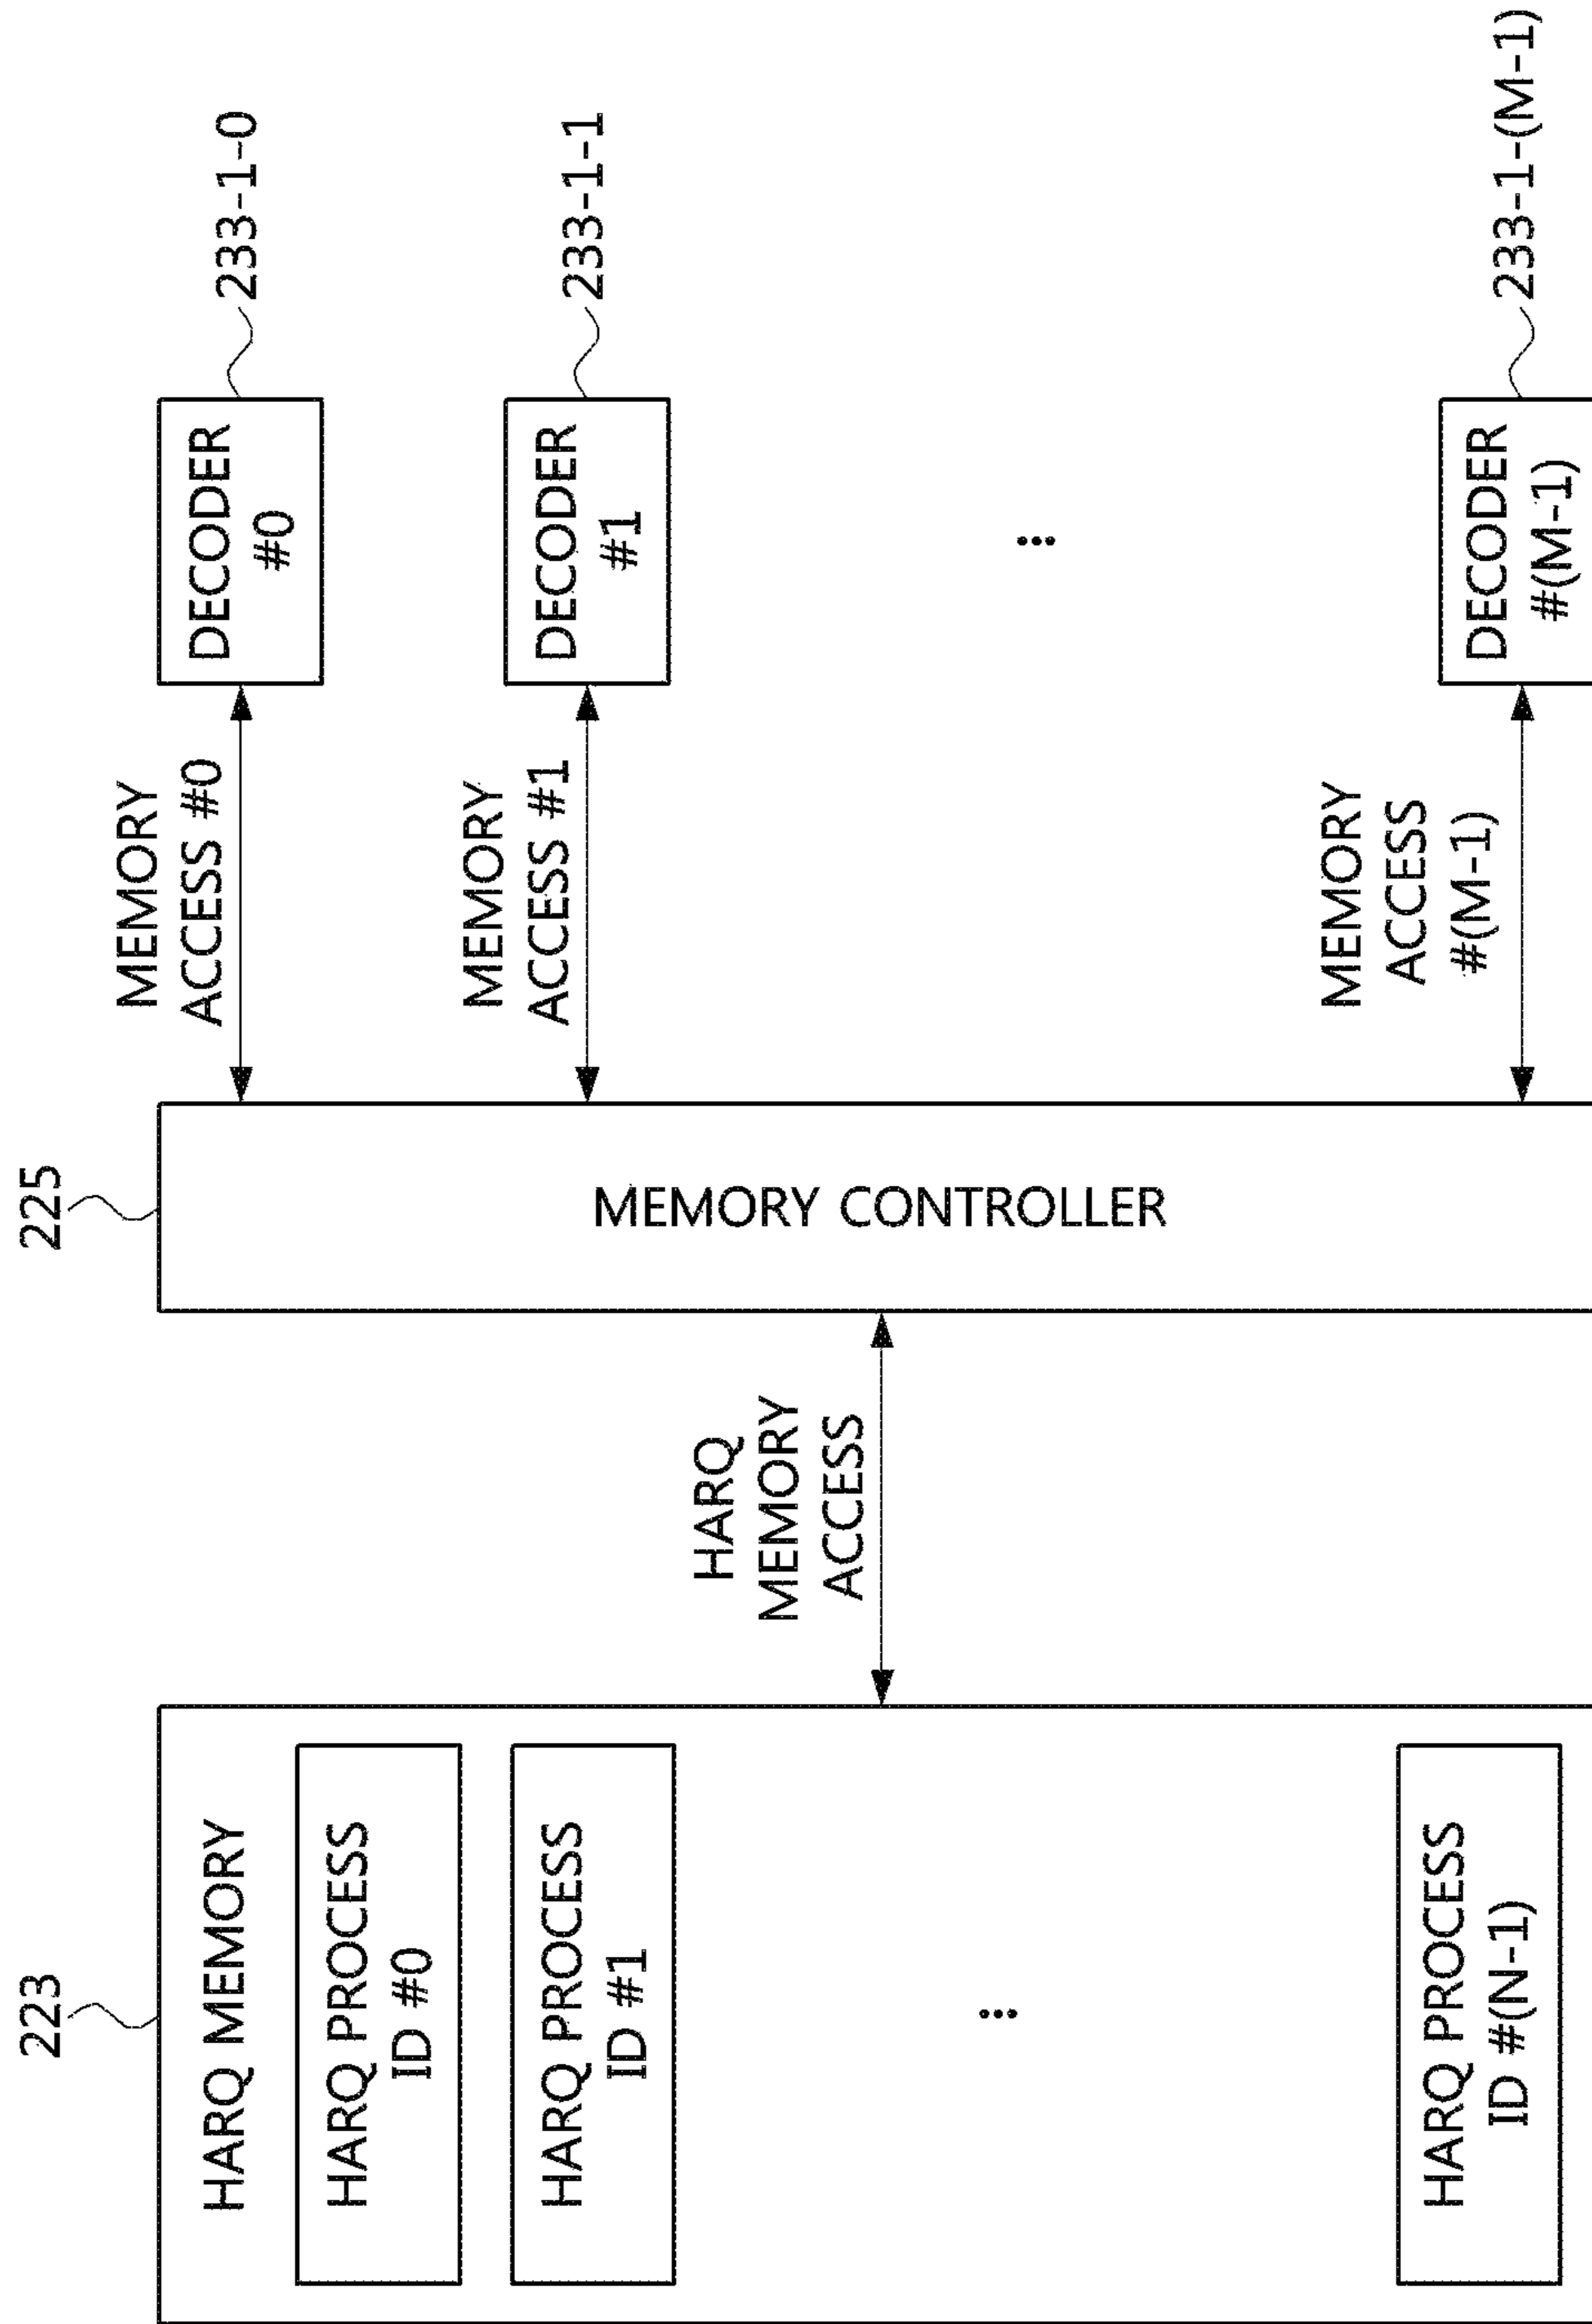 223
HARQ MEMORY
HARQ PROCESS
ID #0
HARQ PROCESS
ID #1
...
HARQ PROCESS
ID #(N-1)
HARQ
MEMORY
ACCESS
225
MEMORY CONTROLLER
MEMORY
ACCESS #0
MEMORY
ACCESS #1
MEMORY
ACCESS
#(M-1)
DECODER
#0
233-1-0
DECODER
#1
233-1-1
...
DECODER
#(M-1)
233-1-(M-1)